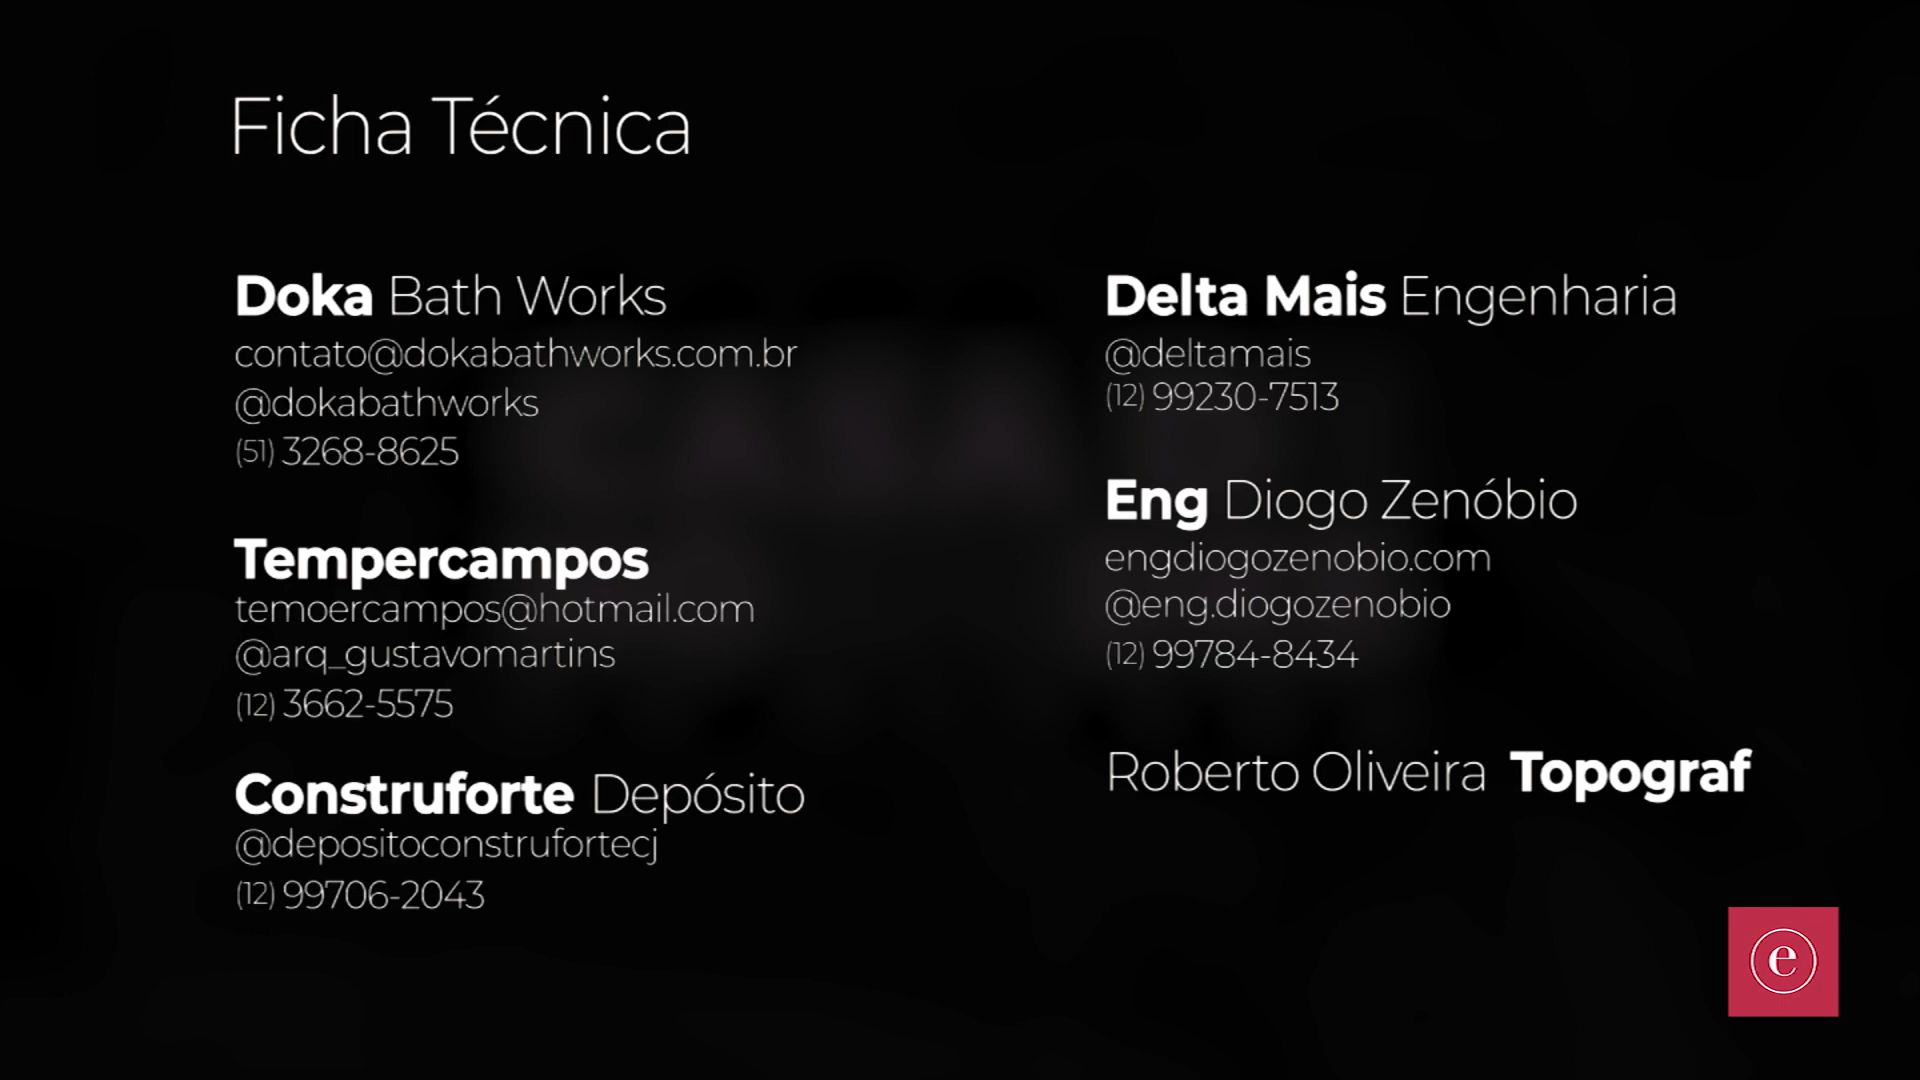 Ficha Técnica
Doka Bath Works
contato@dokabathworks.com.br
@dokabathworks
(51) 3268-8625
Tempercampos
temoercampos@hotmail.com
@arq_gustavomartins
(12) 3662-5575
Construforte Depósito
@depositoconstrufortecj
(12) 99706-2043
Delta Mais Engenharia
@deltamais
(12) 99230-7513
Eng Diogo Zenóbio
engdiogozenobio.com
@eng.diogozenobio
(12) 99784-8434
Roberto Oliveira Topograf
e